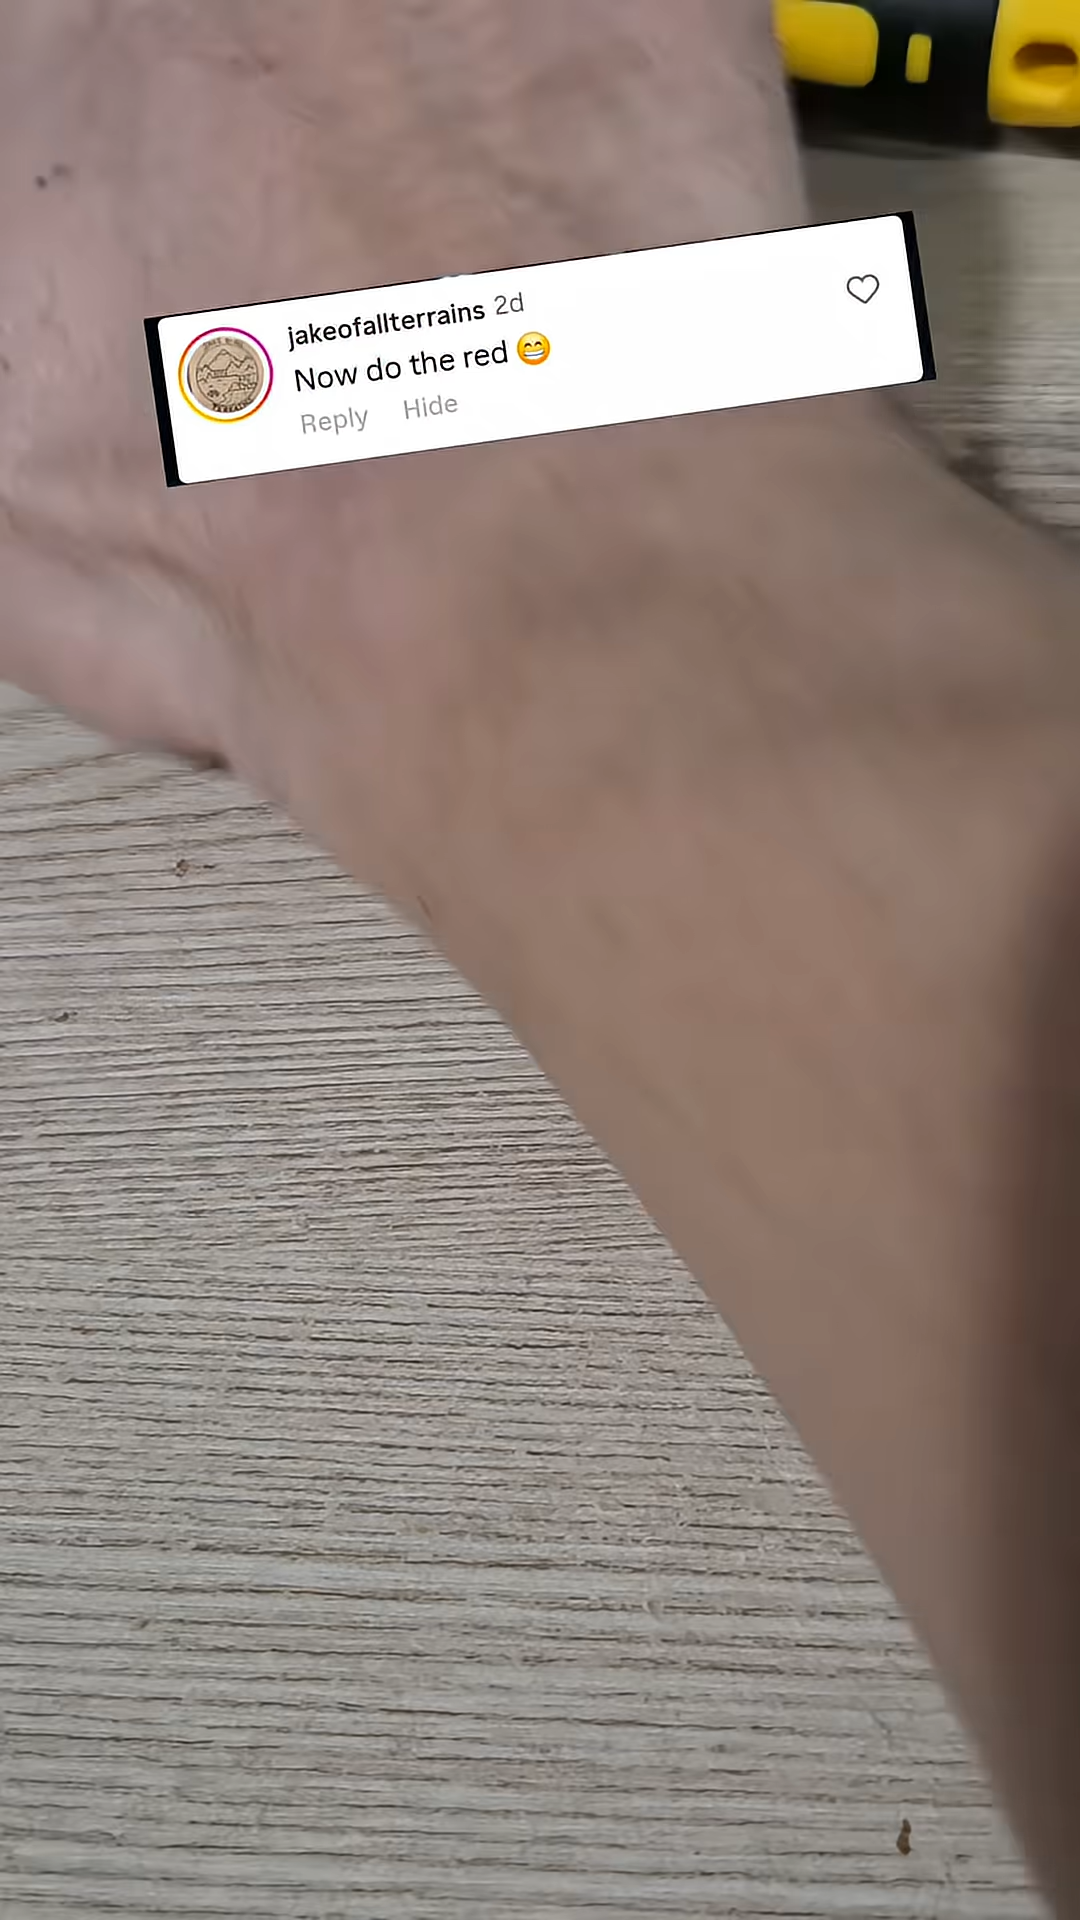 jakeofallterrains 2d
Now do the red 😁
Reply Hide